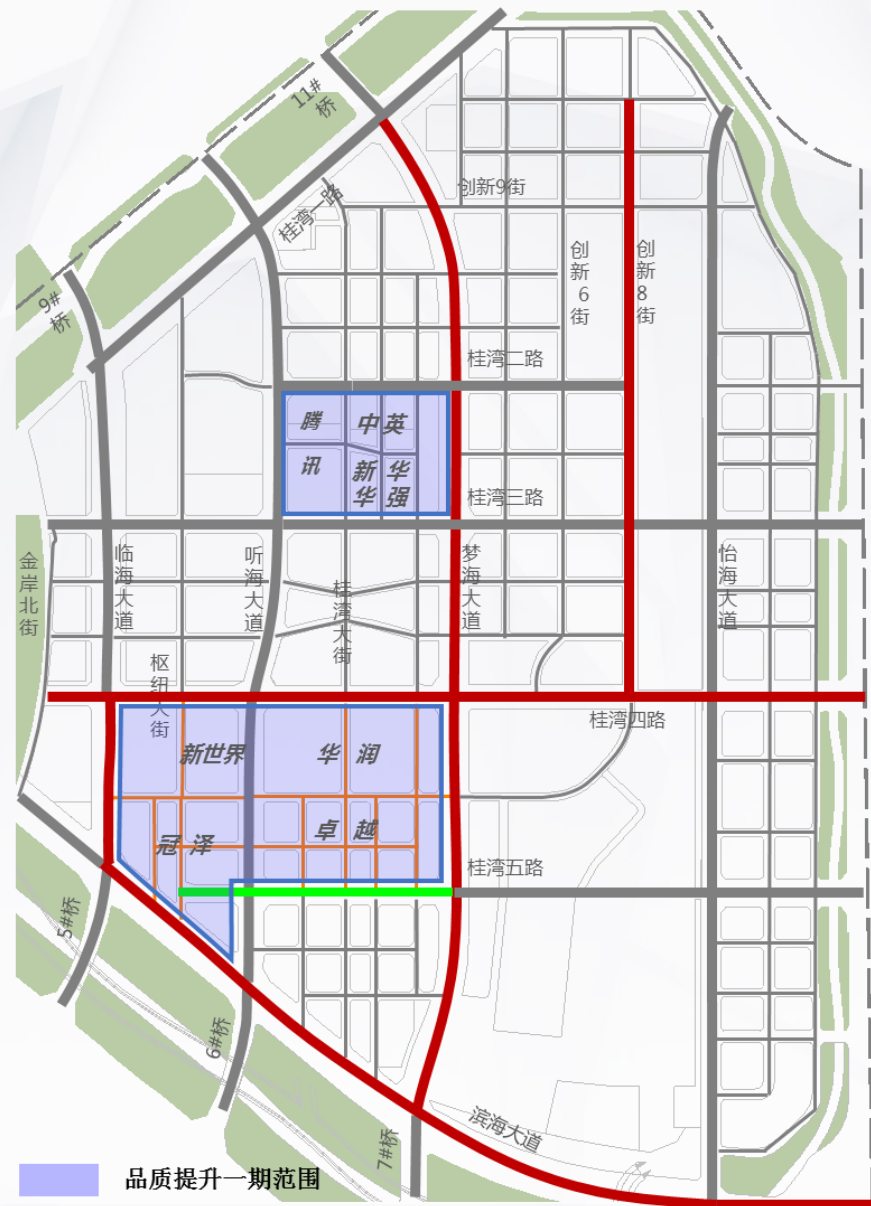 11#桥
创新9街
桂湾一路
创新6街
创新8街
9#桥
桂湾二路
腾讯
中英
新华
华强
桂湾三路
金岸北街
临海大道
听海大道
桂湾大街
梦海大道
怡海大道
枢纽大街
桂湾四路
新世界
华润
冠泽
卓越
桂湾五路
5#桥
6#桥
7#桥
滨海大道
品质提升一期范围